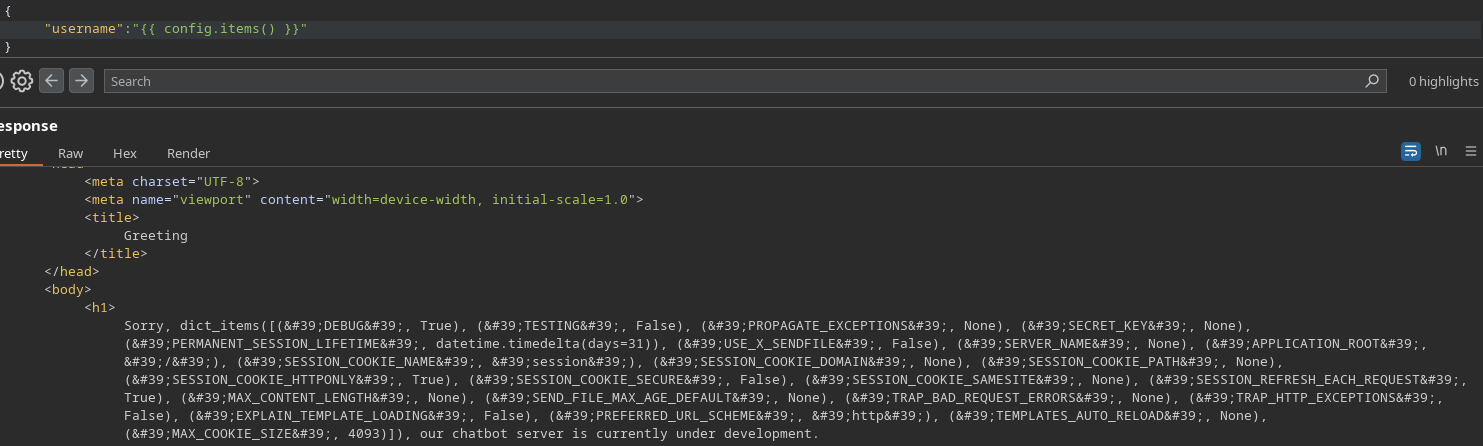 {
"username":"{{ config.items() }}"
}
Search
0 highlights
esponse
retty Raw Hex Render \n
<meta charset="UTF-8">
<meta name="viewport" content="width=device-width, initial-scale=1.0">
<title>
Greeting
</title>
</head>
<body>
<h1>
Sorry, dict_items([(&#39;DEBUG&#39;, True), (&#39;TESTING&#39;, False), (&#39;PROPAGATE_EXCEPTIONS&#39;, None), (&#39;SECRET_KEY&#39;, None),
(&#39;PERMANENT_SESSION_LIFETIME&#39;, datetime.timedelta(days=31)), (&#39;USE_X_SENDFILE&#39;, False), (&#39;SERVER_NAME&#39;, None), (&#39;APPLICATION_ROOT&#39;,
&#39;/&#39;), (&#39;SESSION_COOKIE_NAME&#39;, &#39;session&#39;), (&#39;SESSION_COOKIE_DOMAIN&#39;, None), (&#39;SESSION_COOKIE_PATH&#39;, None),
(&#39;SESSION_COOKIE_HTTPONLY&#39;, True), (&#39;SESSION_COOKIE_SECURE&#39;, False), (&#39;SESSION_COOKIE_SAMESITE&#39;, None), (&#39;SESSION_REFRESH_EACH_REQUEST&#39;,
True), (&#39;MAX_CONTENT_LENGTH&#39;, None), (&#39;SEND_FILE_MAX_AGE_DEFAULT&#39;, None), (&#39;TRAP_BAD_REQUEST_ERRORS&#39;, None), (&#39;TRAP_HTTP_EXCEPTIONS&#39;,
False), (&#39;EXPLAIN_TEMPLATE_LOADING&#39;, False), (&#39;PREFERRED_URL_SCHEME&#39;, &#39;http&#39;), (&#39;TEMPLATES_AUTO_RELOAD&#39;, None),
(&#39;MAX_COOKIE_SIZE&#39;, 4093)]), our chatbot server is currently under development.